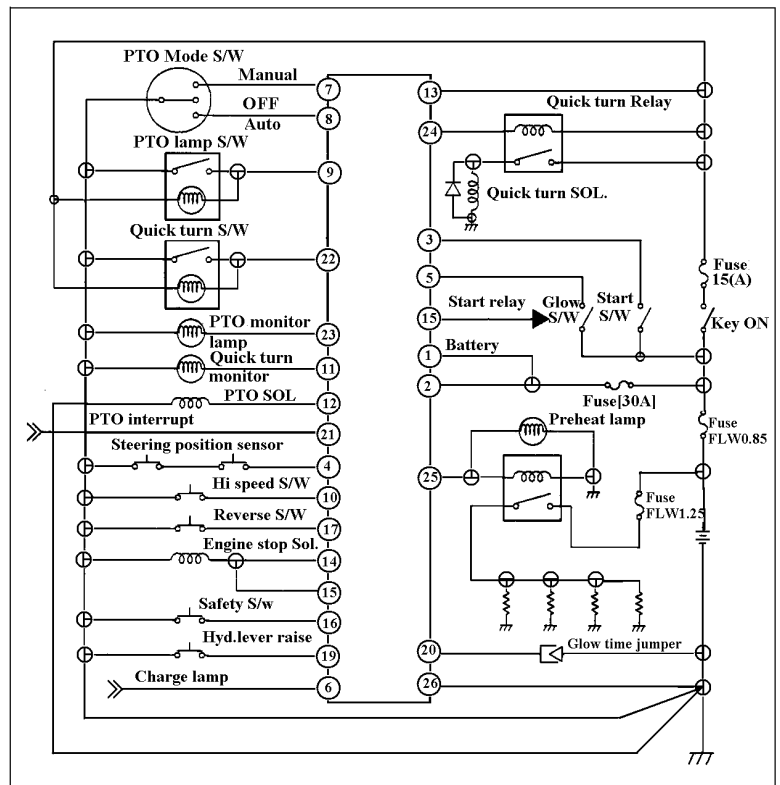 PTO Mode S/W
Manual
7
OFF
8
Auto
PTO lamp S/W
9
Quick turn S/W
22
PTO monitor
lamp
23
Quick turn
monitor
11
PTO SOL
12
PTO interrupt
21
Steering position sensor
4
Hi speed S/W
10
Reverse S/W
17
Engine stop Sol.
14
15
Safety S/w
16
Hyd.lever raise
19
Charge lamp
6
13
Quick turn Relay
24
Quick turn SOL.
3
5
Fuse
15(A)
Start relay
15
Glow
S/W
Start
S/W
Key ON
1
Battery
2
Fuse[30A]
Preheat lamp
Fuse
FLW0.85
25
Fuse
FLW1.25
20
Glow time jumper
26